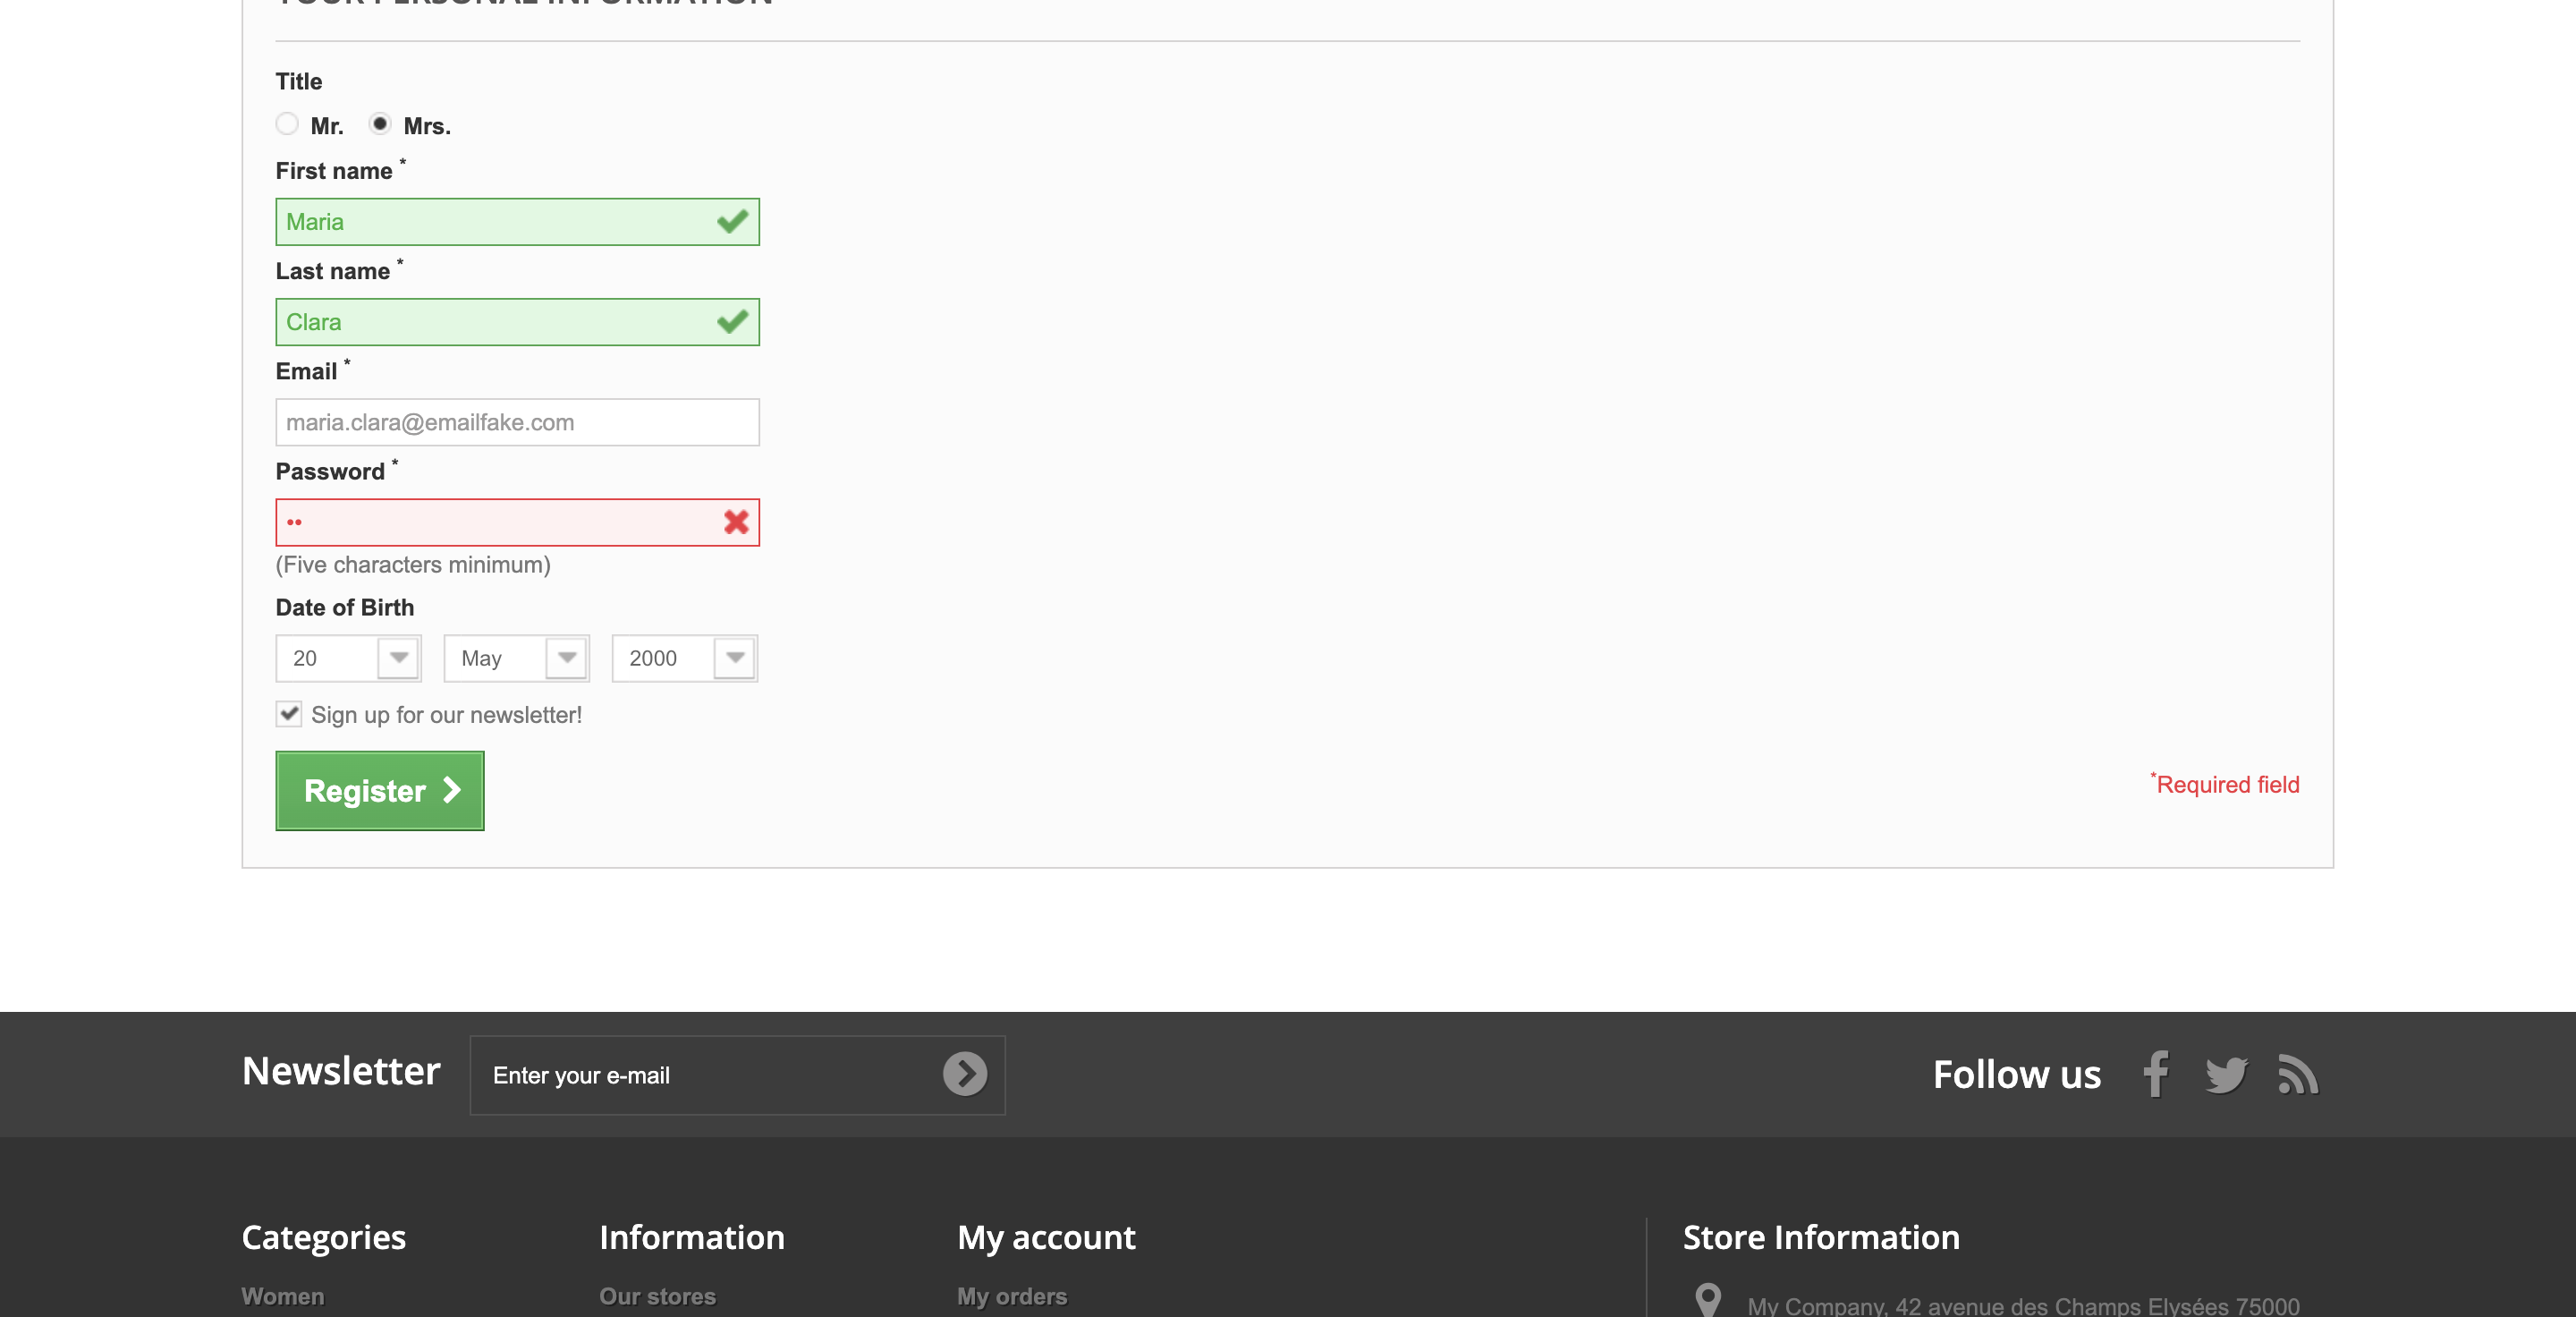 YOUR PERSONAL INFORMATION
Title
Mr. Mrs.
First name *
Maria
Last name *
Clara
Email *
maria.clara@emailfake.com
Password *
••
(Five characters minimum)
Date of Birth
20 May 2000
Sign up for our newsletter!
Register
*Required field
Newsletter
Enter your e-mail
Follow us
Categories
Information
My account
Store Information
Women
Our stores
My orders
My Company, 42 avenue des Champs Elysées 75000